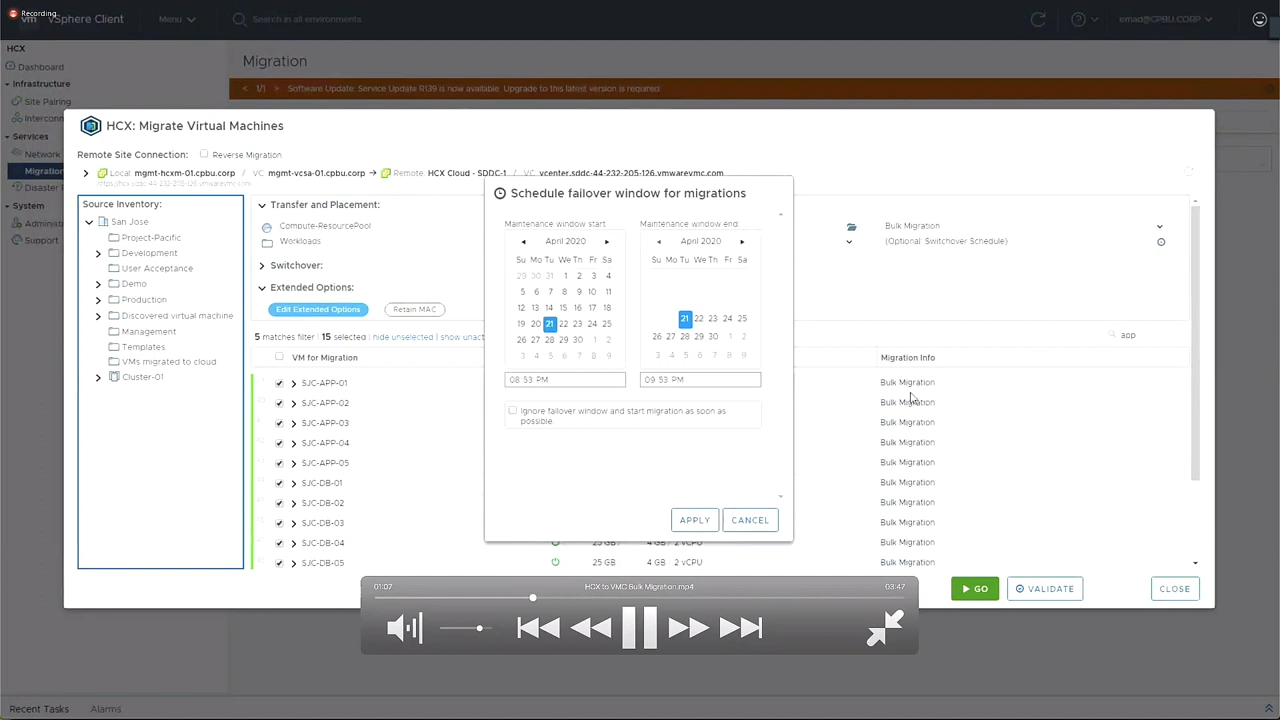 Recording
vm vSphere Client
Menu
Search in all environments
emad@CPBU.CORP
HCX
Dashboard
Infrastructure
Site Pairing
Interconn
Services
Network
Migration
Disaster
System
Administ
Support
Migration
< 1/1 > Software Update: Service Update R139 is now available. Upgrade to this latest version is required
HCX: Migrate Virtual Machines
Remote Site Connection: Reverse Migration
Local mgmt-hcxm-01.cpbu.corp / VC mgmt-vcsa-01.cpbu.corp → Remote HCX Cloud - SDDC-1 / VC vcenter.sddc-44-232-205-126.vmwarevmc.com
Source Inventory:
San Jose
Project-Pacific
Development
User Acceptance
Demo
Production
Discovered virtual machine
Management
Templates
VMs migrated to cloud
Cluster-01
Transfer and Placement:
Compute-ResourcePool
Workloads
Bulk Migration
(Optional: Switchover Schedule)
Switchover:
Extended Options:
Edit Extended Options
Retain MAC
5 matches filter | 15 selected | hide unselected | show unact
app
VM for Migration
Migration Info
SJC-APP-01 Bulk Migration
SJC-APP-02 Bulk Migration
SJC-APP-03 Bulk Migration
SJC-APP-04 Bulk Migration
SJC-APP-05 Bulk Migration
SJC-DB-01 Bulk Migration
SJC-DB-02 Bulk Migration
SJC-DB-03 Bulk Migration
SJC-DB-04 25 GB 4 GB 2 vCPU Bulk Migration
SJC-DB-05 25 GB 4 GB 2 vCPU Bulk Migration
Schedule failover window for migrations
Maintenance window start
April 2020
Su Mo Tu We Th Fr Sa
29 30 31 1 2 3 4
5 6 7 8 9 10 11
12 13 14 15 16 17 18
19 20 21 22 23 24 25
26 27 28 29 30 1 2
3 4 5 6 7 8 9
08 53 PM
Maintenance window end
April 2020
Su Mo Tu We Th Fr Sa
21 22 23 24 25
26 27 28 29 30 1 2
3 4 5 6 7 8 9
09 53 PM
Ignore failover window and start migration as soon as
possible.
APPLY
CANCEL
GO
VALIDATE
CLOSE
01:07
HCX to VMC Bulk Migration.mp4
03:47
Recent Tasks
Alarms